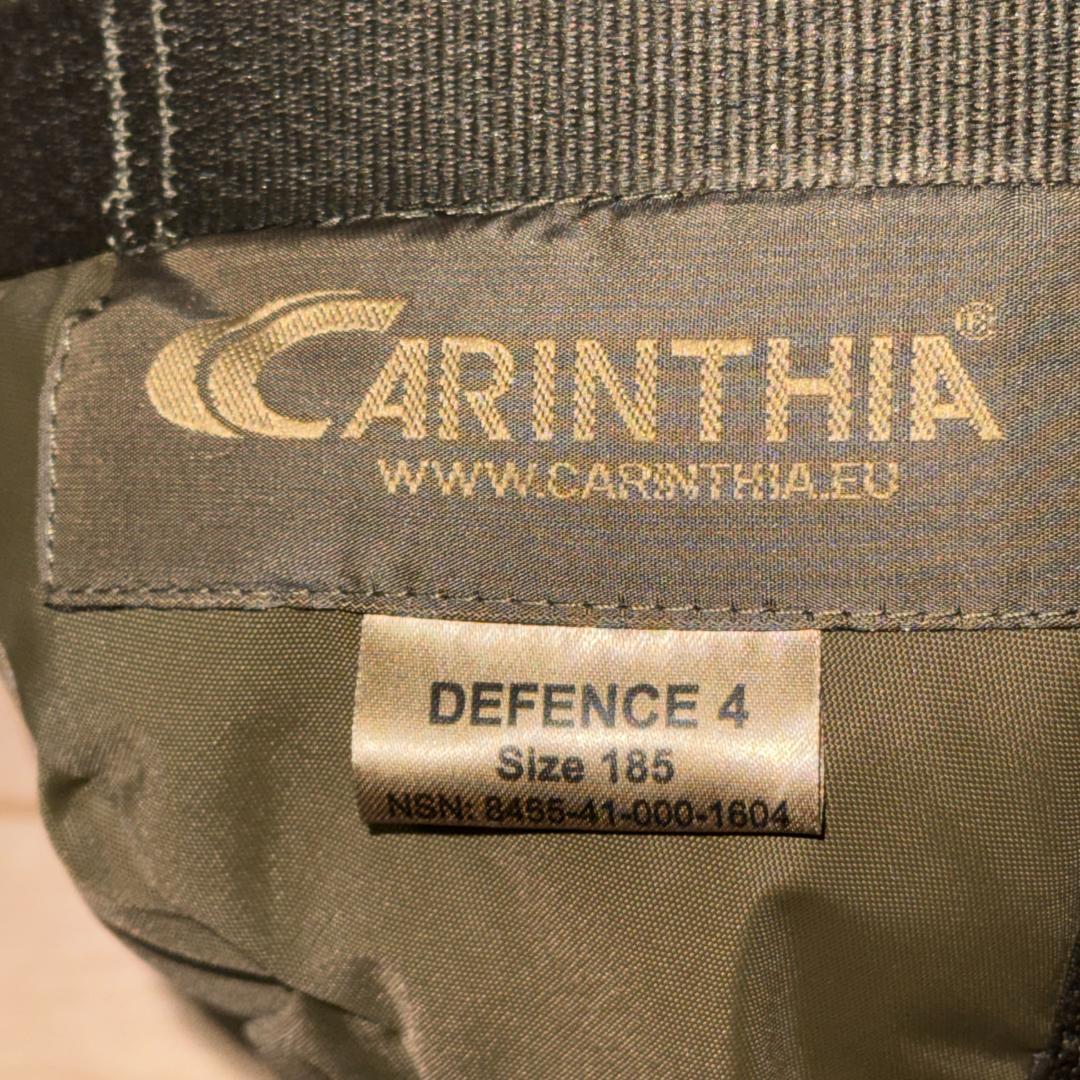 CARINTHIA®
WWW.CARINTHIA.EU
DEFENCE 4
Size 185
NSN: 8465-41-000-1604